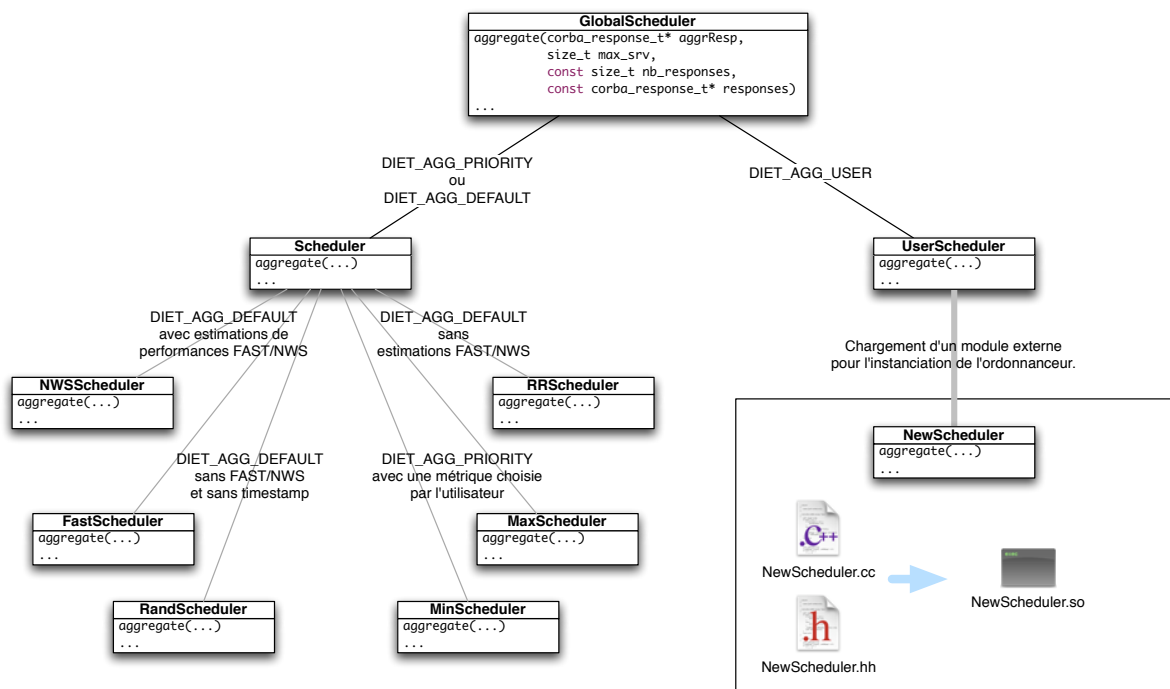 GlobalScheduler
aggregate(corba_response_t* aggrResp,
size_t max_srv,
const size_t nb_responses,
const corba_response_t* responses)
...
DIET_AGG_PRIORITY
ou
DIET_AGG_DEFAULT
DIET_AGG_USER
Scheduler
aggregate(...)
...
UserScheduler
aggregate(...)
...
DIET_AGG_DEFAULT
avec estimations de
performances FAST/NWS
DIET_AGG_DEFAULT
sans
estimations FAST/NWS
Chargement d'un module externe
pour l'instanciation de l'ordonnanceur.
NWSScheduler
aggregate(...)
...
RRScheduler
aggregate(...)
...
NewScheduler
aggregate(...)
...
DIET_AGG_DEFAULT
sans FAST/NWS
et sans timestamp
DIET_AGG_PRIORITY
avec une métrique choisie
par l'utilisateur
FastScheduler
aggregate(...)
...
MaxScheduler
aggregate(...)
...
RandScheduler
aggregate(...)
...
MinScheduler
aggregate(...)
...
.C++
NewScheduler.cc
.h
NewScheduler.hh
NewScheduler.so